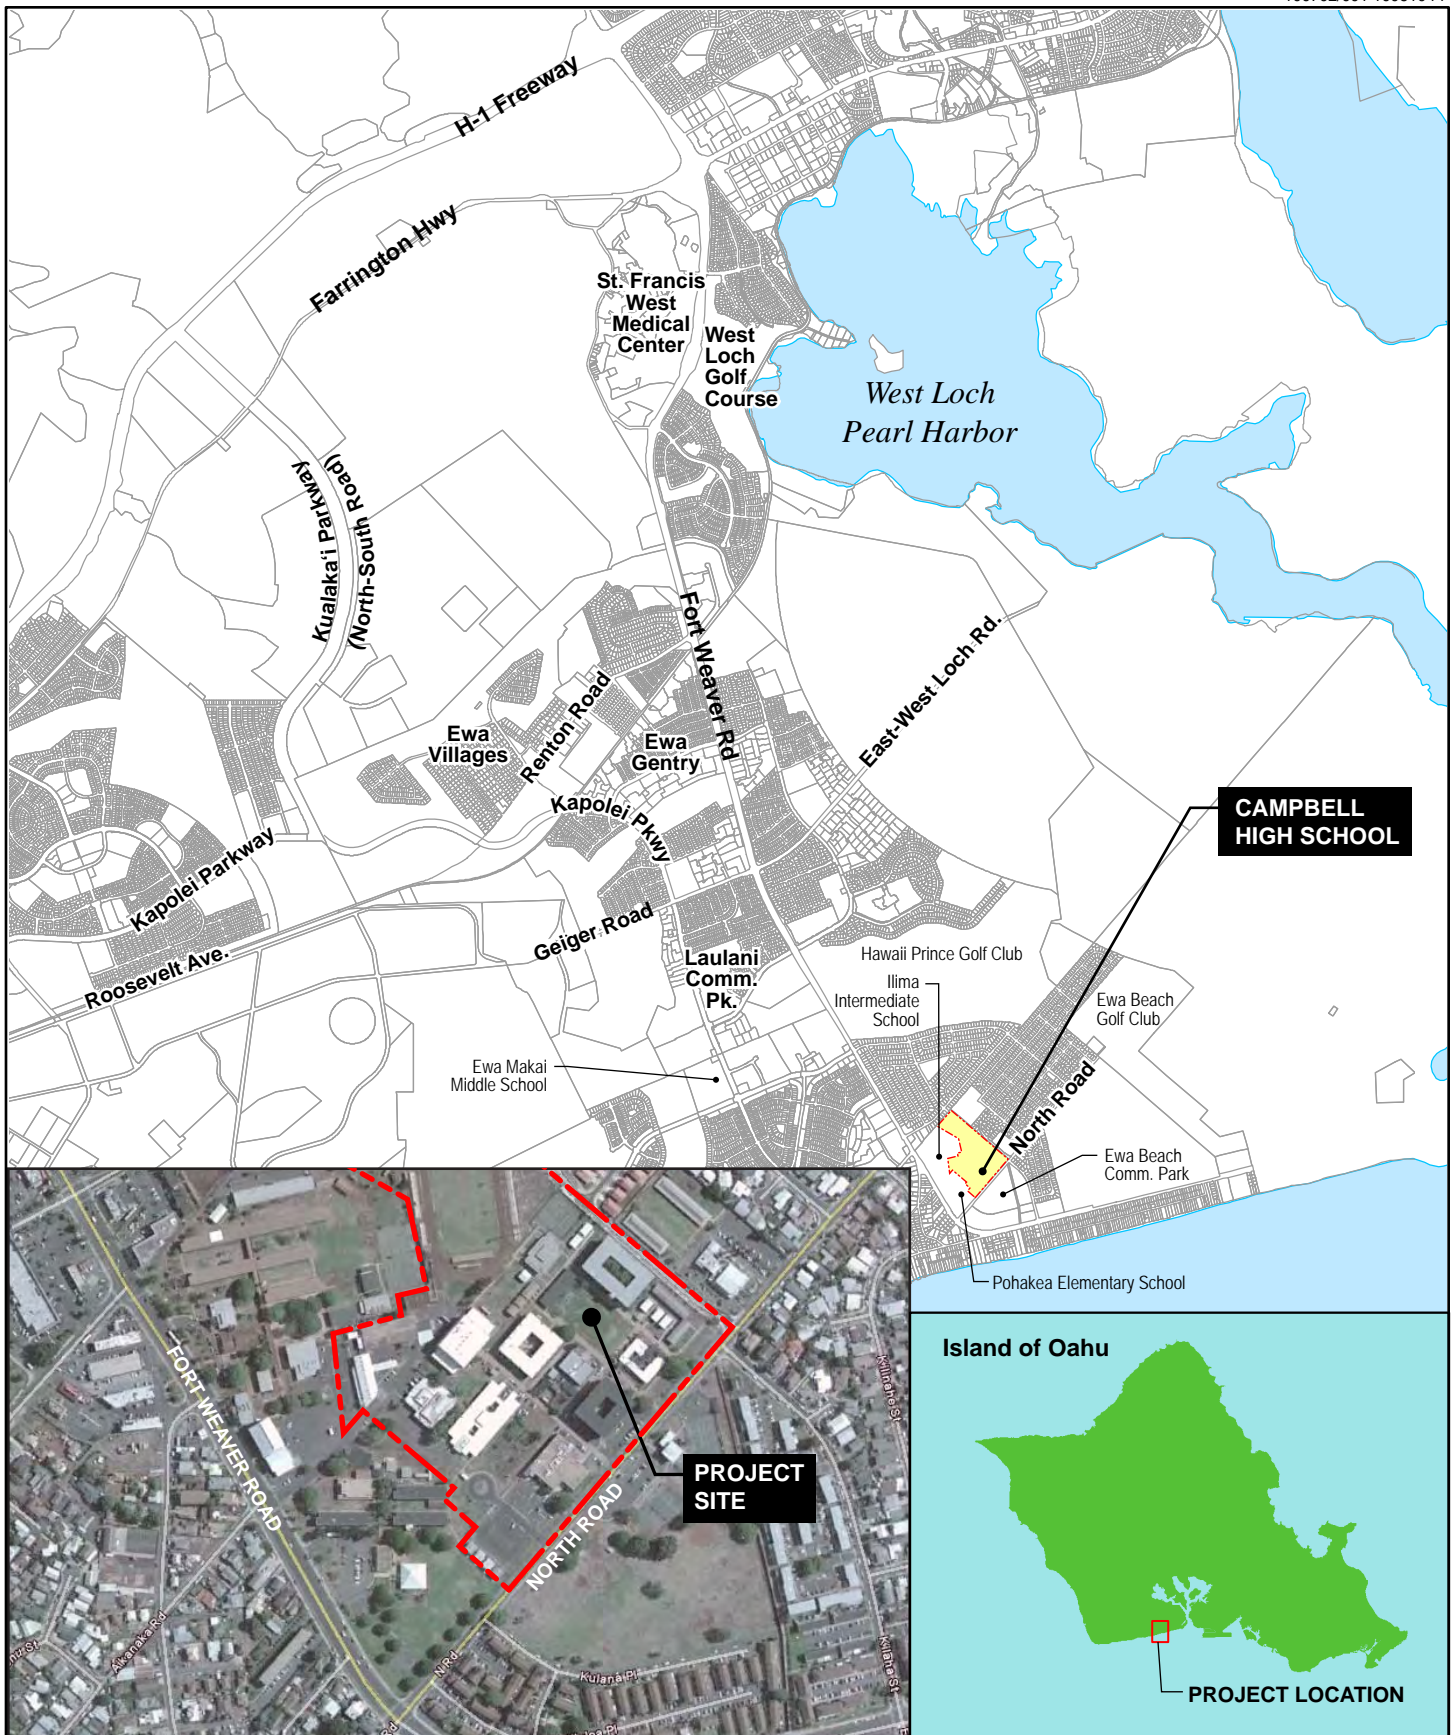 H-1 Freeway
Farrington Hwy
St. Francis
West
Medical
Center
West
Loch
Golf
Course
West Loch
Pearl Harbor
Kualaka‘i Parkway
(North-South Road)
Fort Weaver Rd
East-West Loch Rd.
Renton Road
Ewa
Villages
Ewa
Gentry
Kapolei Pkwy
CAMPBELL
HIGH SCHOOL
Kapolei Parkway
Roosevelt Ave.
Geiger Road
Laulani
Comm.
Pk.
Hawaii Prince Golf Club
Ilima
Intermediate
School
Ewa Beach
Golf Club
Ewa Makai
Middle School
North Road
Ewa Beach
Comm. Park
Pohakea Elementary School
FORT WEAVER ROAD
NORTH ROAD
PROJECT
SITE
Kilinahe St
Kilaha St
Aikanaka Rd
N Rd
Kulana Pl
Island of Oahu
PROJECT LOCATION